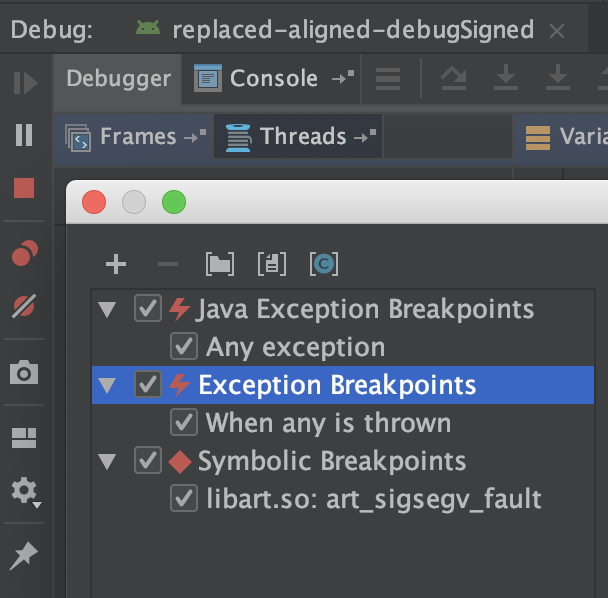 Debug: replaced-aligned-debugSigned
Debugger Console
Frames Threads
Java Exception Breakpoints
Any exception
Exception Breakpoints
When any is thrown
Symbolic Breakpoints
libart.so: art_sigsegv_fault